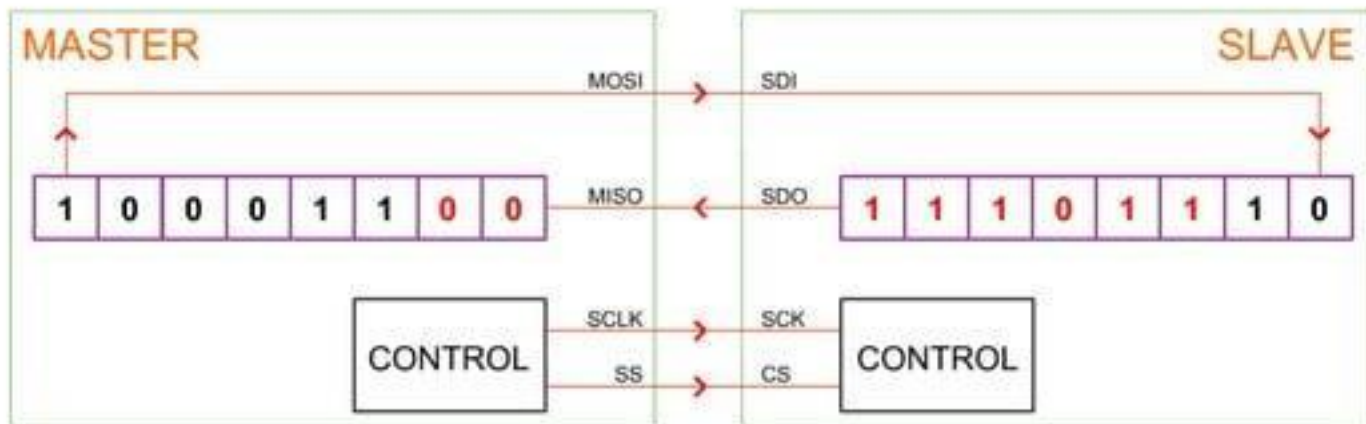 MASTER SLAVE
MOSI SDI
1 0 0 0 1 1 0 0 MISO SDO 1 1 1 0 1 1 1 0
SCLK SCK
CONTROL CONTROL
SS CS